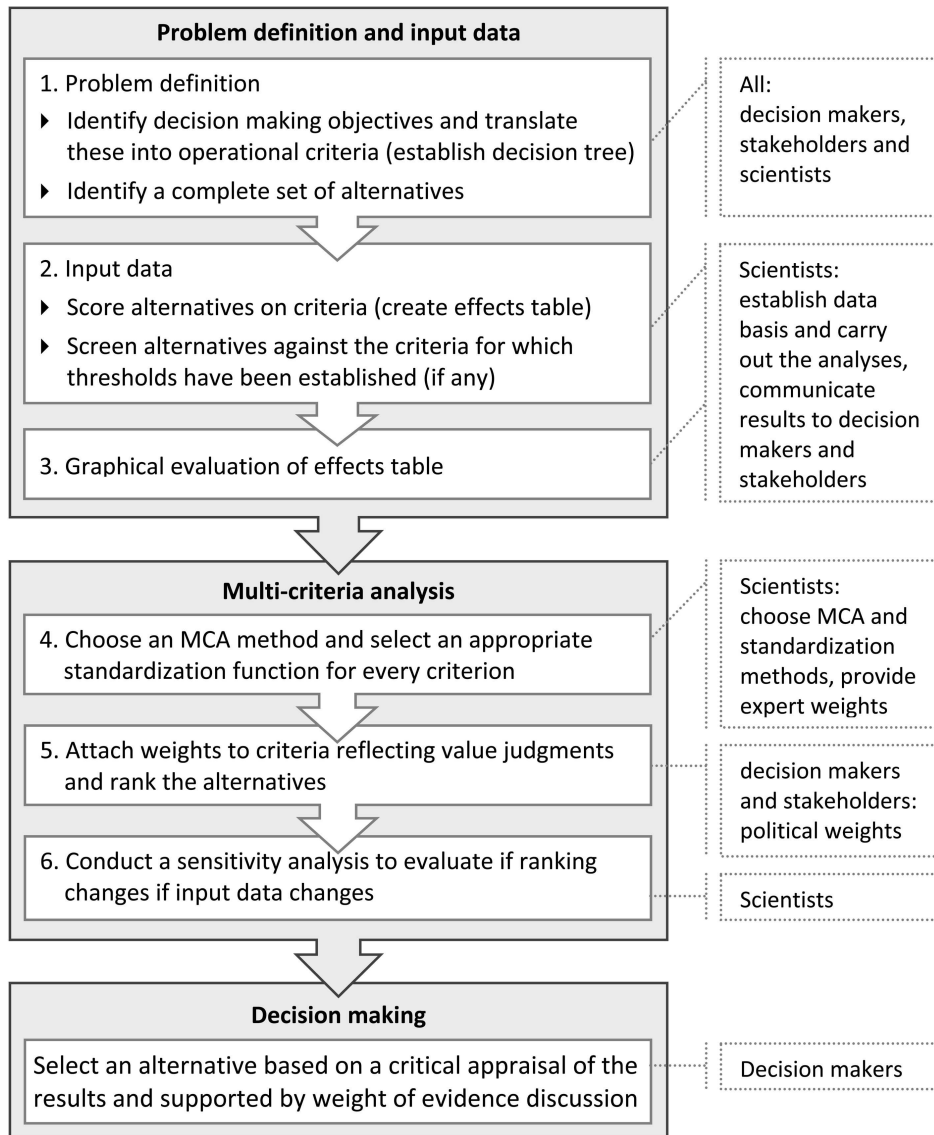 Problem definition and input data
1. Problem definition
Identify decision making objectives and translate
these into operational criteria (establish decision tree)
Identify a complete set of alternatives
All:
decision makers,
stakeholders and
scientists
2. Input data
Score alternatives on criteria (create effects table)
Screen alternatives against the criteria for which
thresholds have been established (if any)
3. Graphical evaluation of effects table
Scientists:
establish data
basis and carry
out the analyses,
communicate
results to decision
makers and
stakeholders
Multi-criteria analysis
4. Choose an MCA method and select an appropriate
standardization function for every criterion
Scientists:
choose MCA and
standardization
methods, provide
expert weights
5. Attach weights to criteria reflecting value judgments
and rank the alternatives
decision makers
and stakeholders:
political weights
6. Conduct a sensitivity analysis to evaluate if ranking
changes if input data changes
Scientists
Decision making
Select an alternative based on a critical appraisal of the
results and supported by weight of evidence discussion
Decision makers